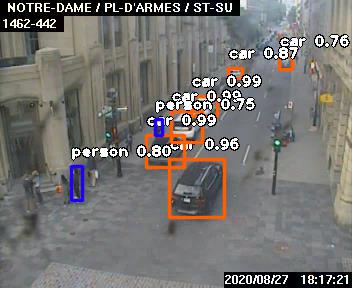 NOTRE-DAME / PL-D'ARMES / ST-SU
1462-442
car 0.76
car 0.87
car 0.99
car 0.99
person 0.75
car 0.99
car 0.96
person 0.80
2020/08/27 18:17:21